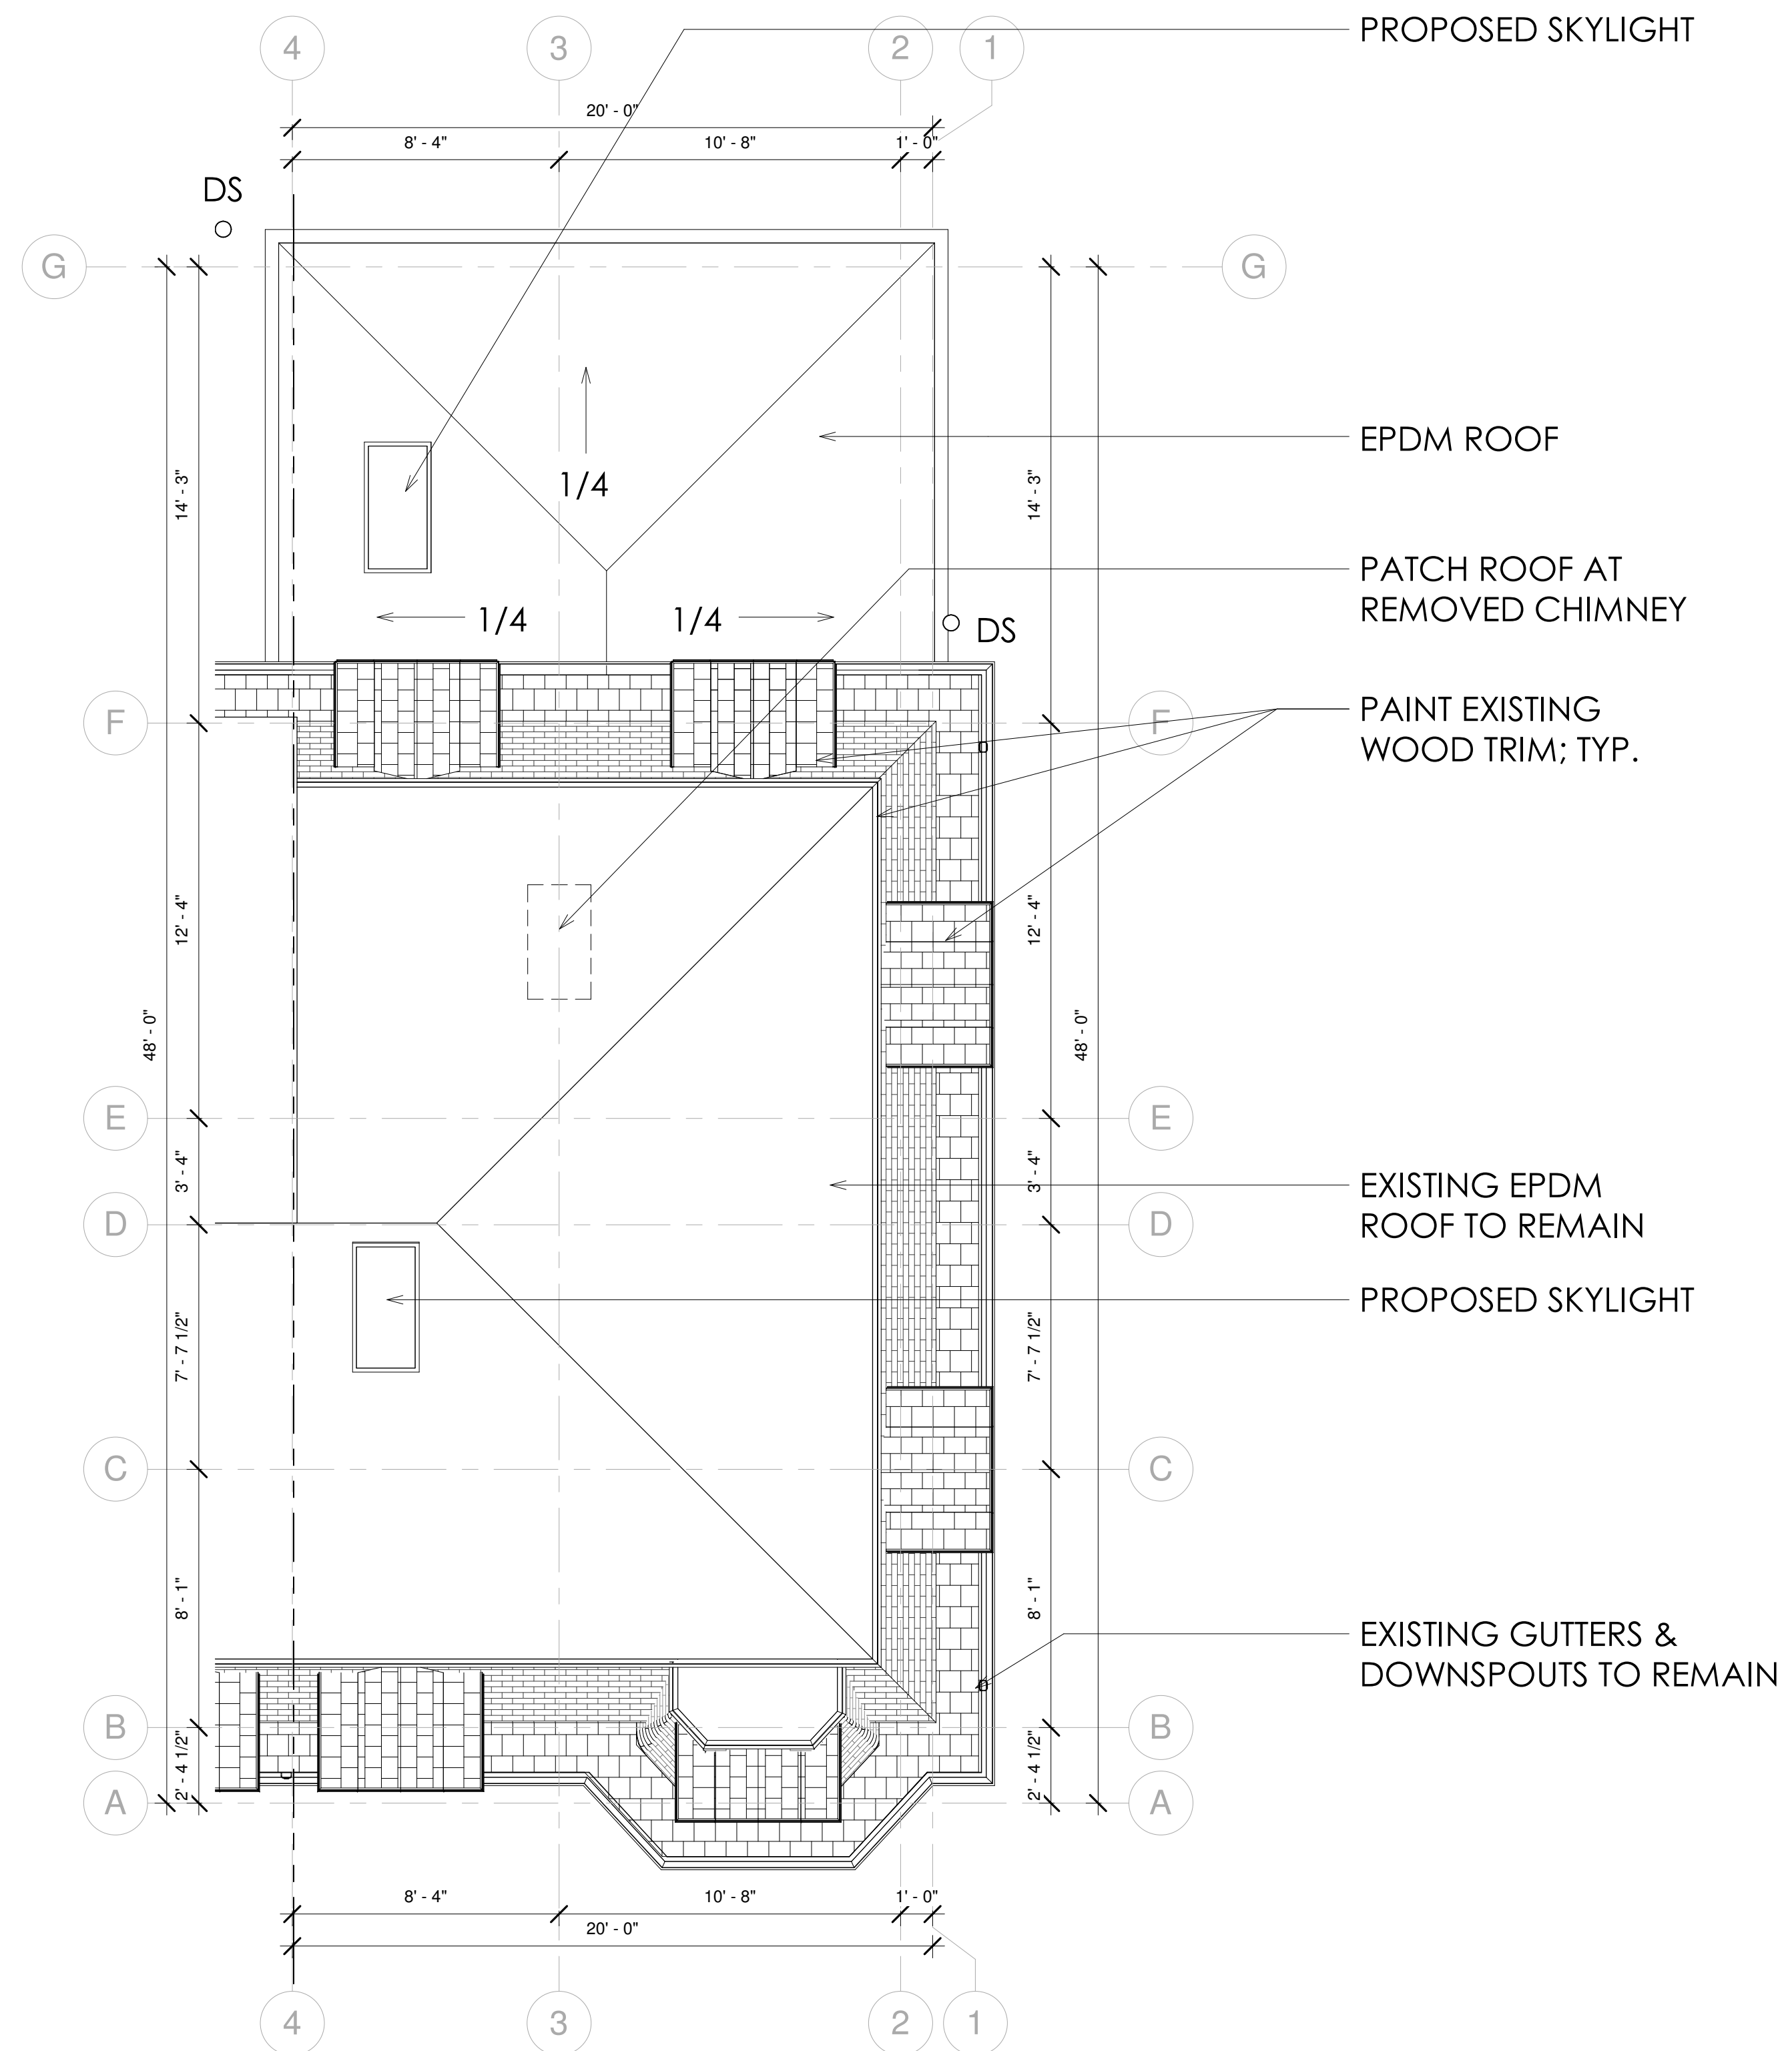 PROPOSED SKYLIGHT
4
3
2
1
20' - 0"
8' - 4"
10' - 8"
1' - 0"
DS
G
G
EPDM ROOF
14' - 3"
14' - 3"
1/4
PATCH ROOF AT
REMOVED CHIMNEY
1/4
1/4
DS
F
F
PAINT EXISTING
WOOD TRIM; TYP.
12' - 4"
12' - 4"
48' - 0"
48' - 0"
E
E
3' - 4"
3' - 4"
EXISTING EPDM
ROOF TO REMAIN
D
D
PROPOSED SKYLIGHT
7' - 7 1/2"
7' - 7 1/2"
C
C
8' - 1"
8' - 1"
EXISTING GUTTERS &
DOWNSPOUTS TO REMAIN
B
B
2' - 4 1/2"
2' - 4 1/2"
A
A
8' - 4"
10' - 8"
1' - 0"
20' - 0"
4
3
2
1